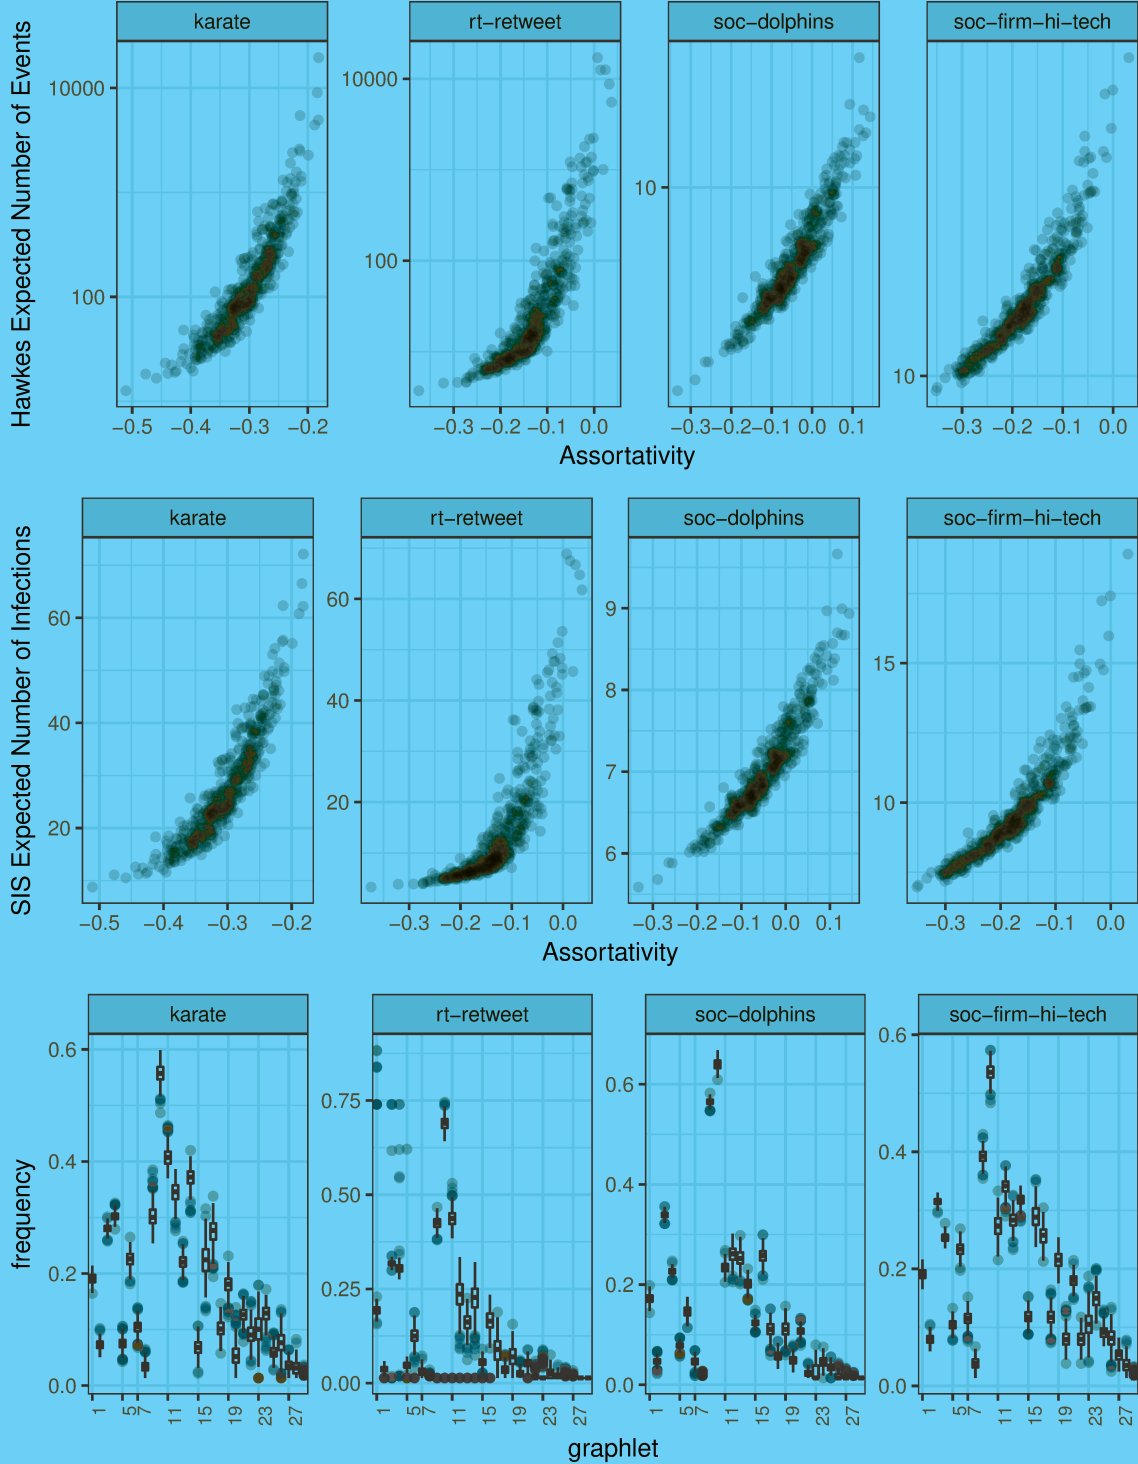 karate rt-retweet soc-dolphins soc-firm-hi-tech
Hawkes Expected Number of Events
10000
100
10000
100
10
10
−0.5 −0.4 −0.3 −0.2
−0.3 −0.2 −0.1 0.0
−0.3 −0.2 −0.1 0.0 0.1
−0.3 −0.2 −0.1 0.0
Assortativity
karate rt-retweet soc-dolphins soc-firm-hi-tech
SIS Expected Number of Infections
60
40
20
60
40
20
9
8
7
6
15
10
−0.5 −0.4 −0.3 −0.2
−0.3 −0.2 −0.1 0.0
−0.3 −0.2 −0.1 0.0 0.1
−0.3 −0.2 −0.1 0.0
Assortativity
karate rt-retweet soc-dolphins soc-firm-hi-tech
frequency
0.6
0.4
0.2
0.0
0.75
0.50
0.25
0.00
0.6
0.4
0.2
0.0
0.6
0.4
0.2
0.0
1 5 7 11 15 19 23 27
1 5 7 11 15 19 23 27
1 5 7 11 15 19 23 27
1 5 7 11 15 19 23 27
graphlet